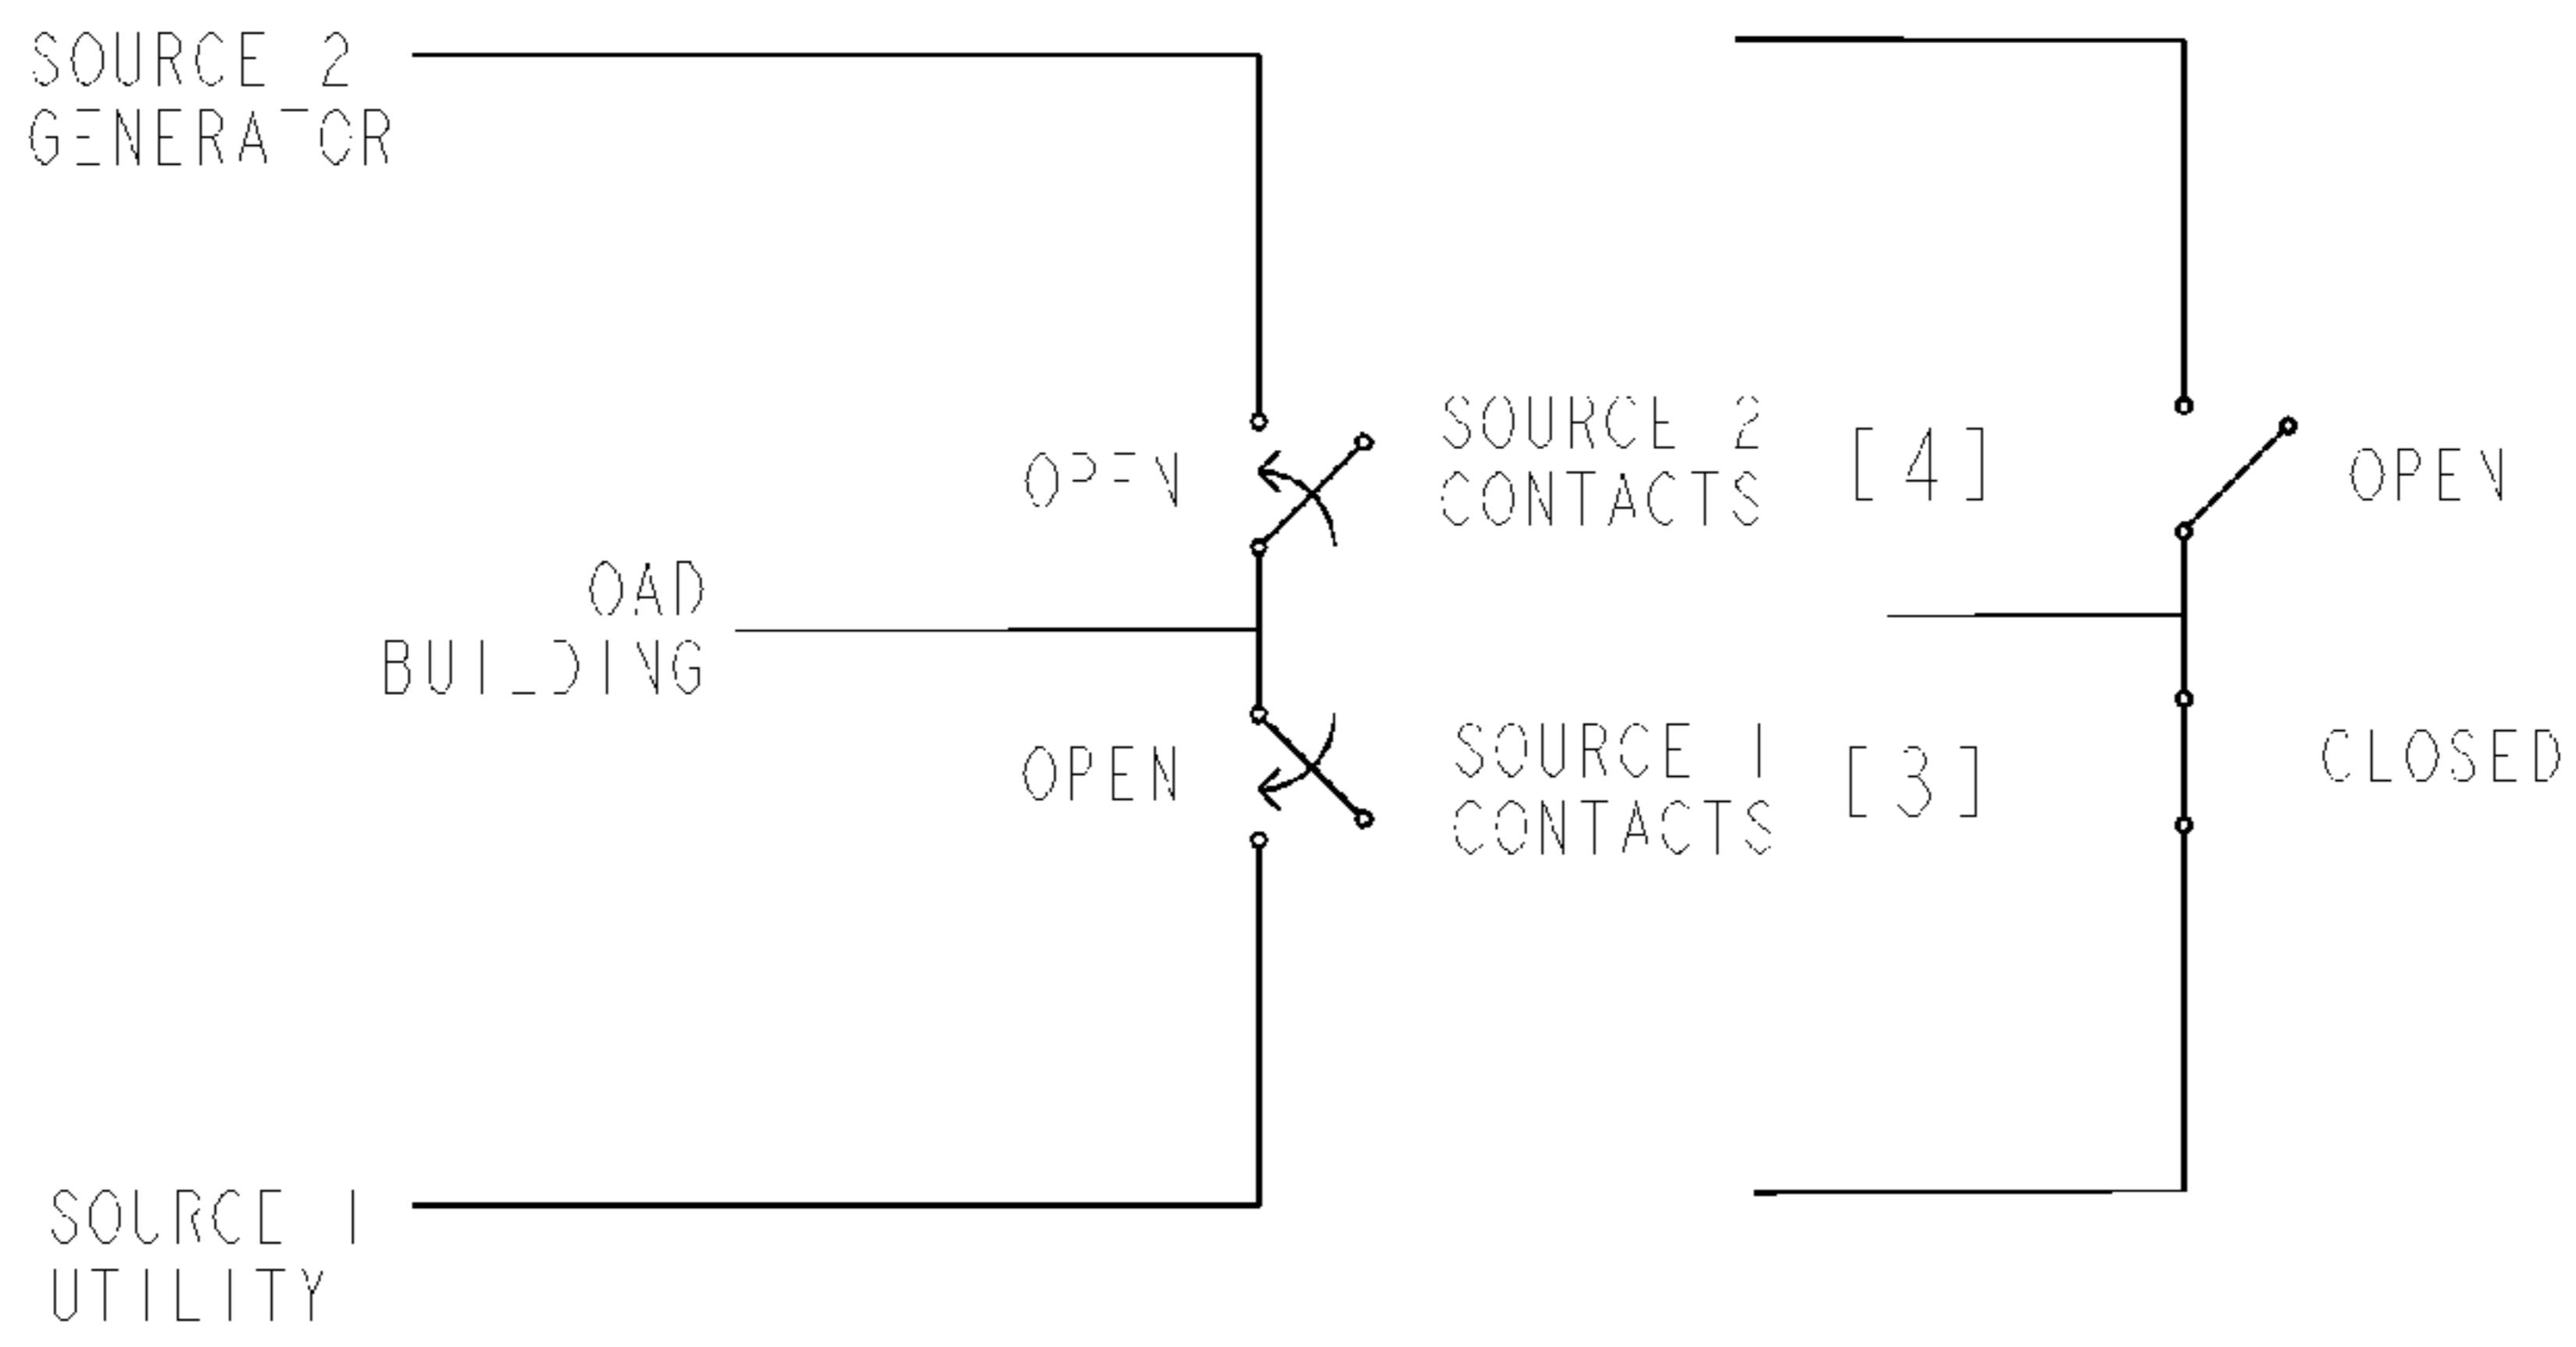 SOURCE 2
GENERATOR
OPEN
SOURCE 2
CONTACTS
[4]
OPEN
OAD
BUILDING
OPEN
SOURCE 1
CONTACTS
[3]
CLOSED
SOURCE 1
UTILITY